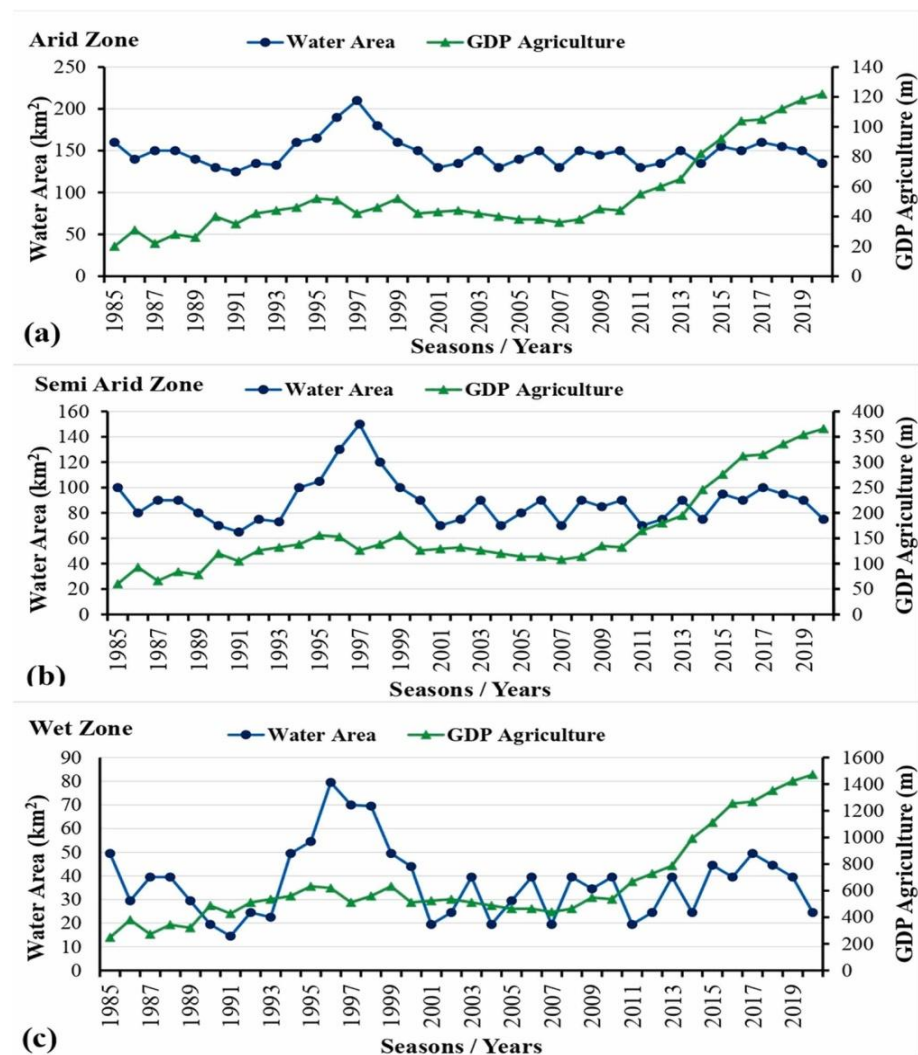 Arid Zone
Water Area GDP Agriculture
250 140
200 120
150 100
100 80
50 60
0 40
20
0
Water Area (km²)
GDP Agriculture (m)
1985 1987 1989 1991 1993 1995 1997 1999 2001 2003 2005 2007 2009 2011 2013 2015 2017 2019
(a)
Seasons / Years
Semi Arid Zone
Water Area GDP Agriculture
160 400
140 350
120 300
100 250
80 200
60 150
40 100
20 50
0 0
Water Area (km²)
GDP Agriculture (m)
1985 1987 1989 1991 1993 1995 1997 1999 2001 2003 2005 2007 2009 2011 2013 2015 2017 2019
(b)
Seasons / Years
Wet Zone
Water Area GDP Agriculture
90 1600
80 1400
70 1200
60 1000
50 800
40 600
30 400
20 200
10 0
0
Water Area (km²)
GDP Agriculture (m)
1985 1987 1989 1991 1993 1995 1997 1999 2001 2003 2005 2007 2009 2011 2013 2015 2017 2019
(c)
Seasons / Years